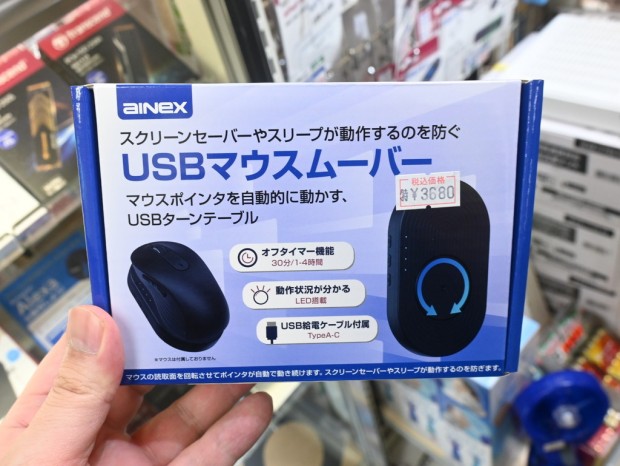 Transcend
ainex
スクリーンセーバーやスリープが動作するのを防ぐ
USBマウスムーバー
税込価格
¥3680
マウスポインタを自動的に動かす、
USBターンテーブル
オフタイマー機能
30分/1-4時間
動作状況が分かる
LED搭載
USB給電ケーブル付属
TypeA-C
※マウスは付属しておりません。
マウスの読取面を回転させてポインタが自動で動き続けます。スクリーンセーバーやスリープが動作するのを防ぎます。
Alexa